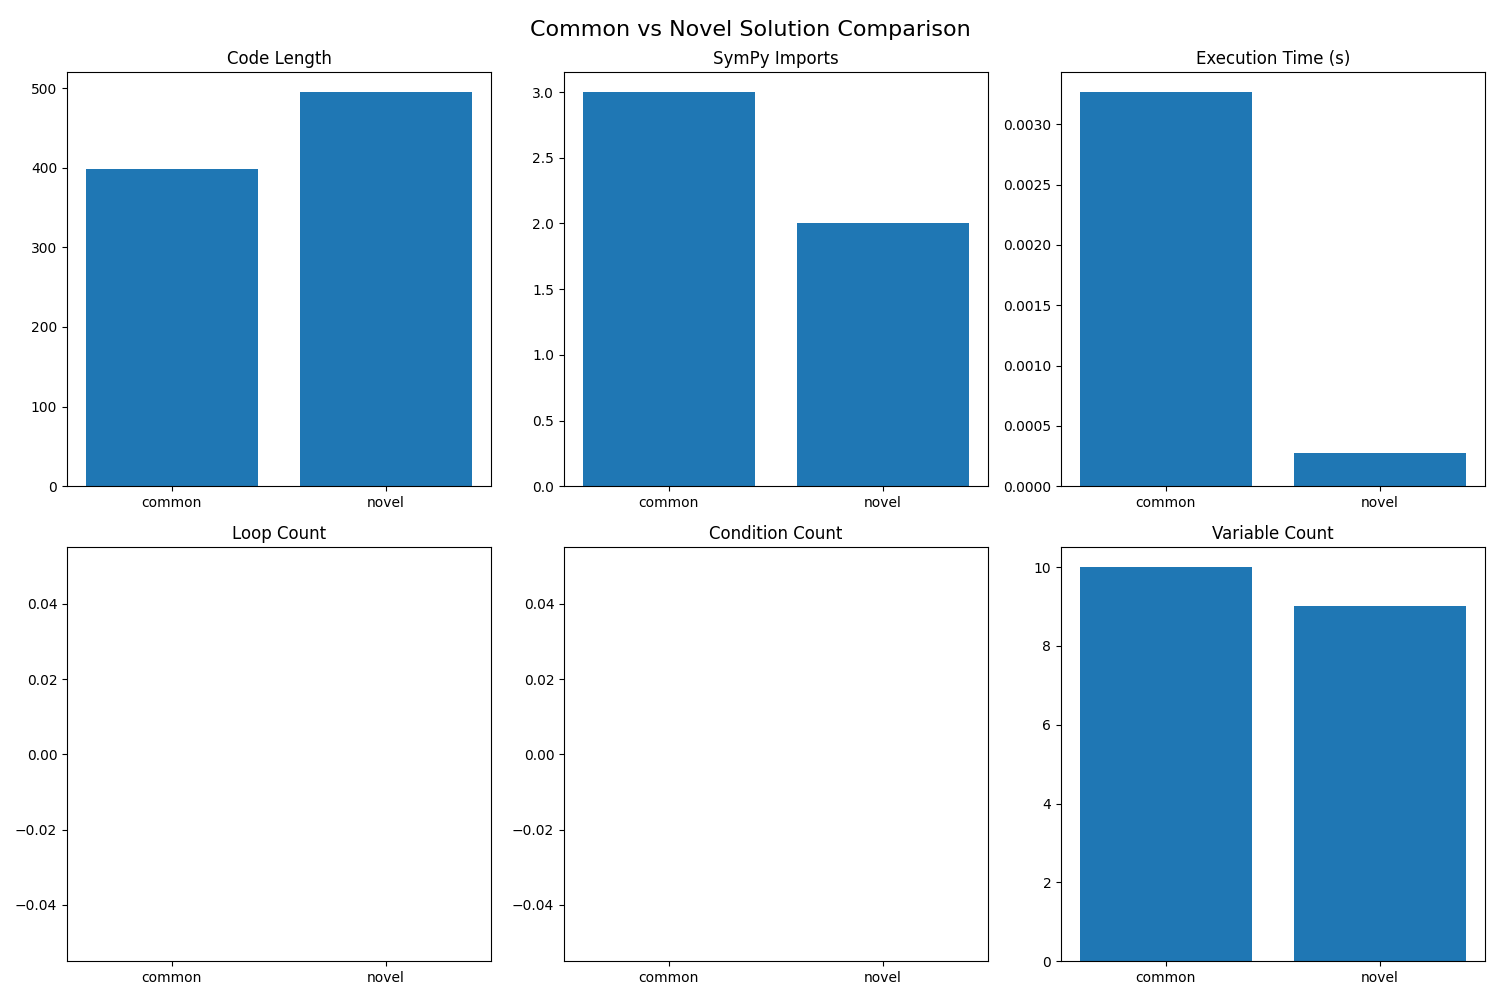 Common vs Novel Solution Comparison
Code Length
500
400
300
200
100
0
common novel
SymPy Imports
3.0
2.5
2.0
1.5
1.0
0.5
0.0
common novel
Execution Time (s)
0.0030
0.0025
0.0020
0.0015
0.0010
0.0005
0.0000
common novel
Loop Count
0.04
0.02
0.00
−0.02
−0.04
common novel
Condition Count
0.04
0.02
0.00
−0.02
−0.04
common novel
Variable Count
10
8
6
4
2
0
common novel